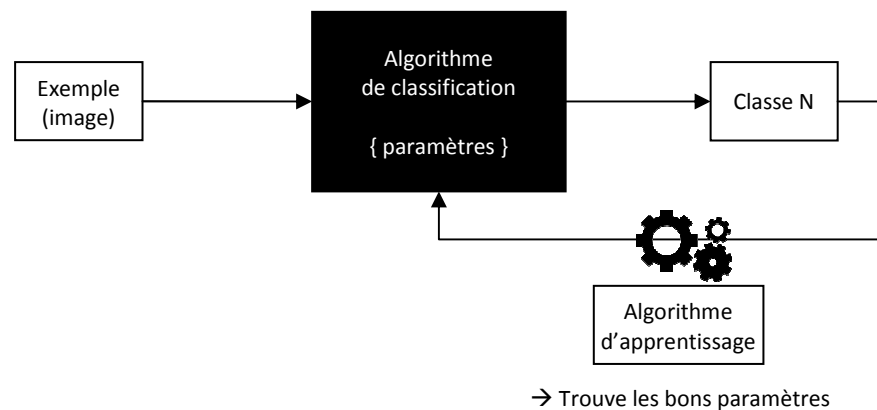 Exemple
(image)
Algorithme
de classification
{ paramètres }
Classe N
Algorithme
d’apprentissage
→ Trouve les bons paramètres